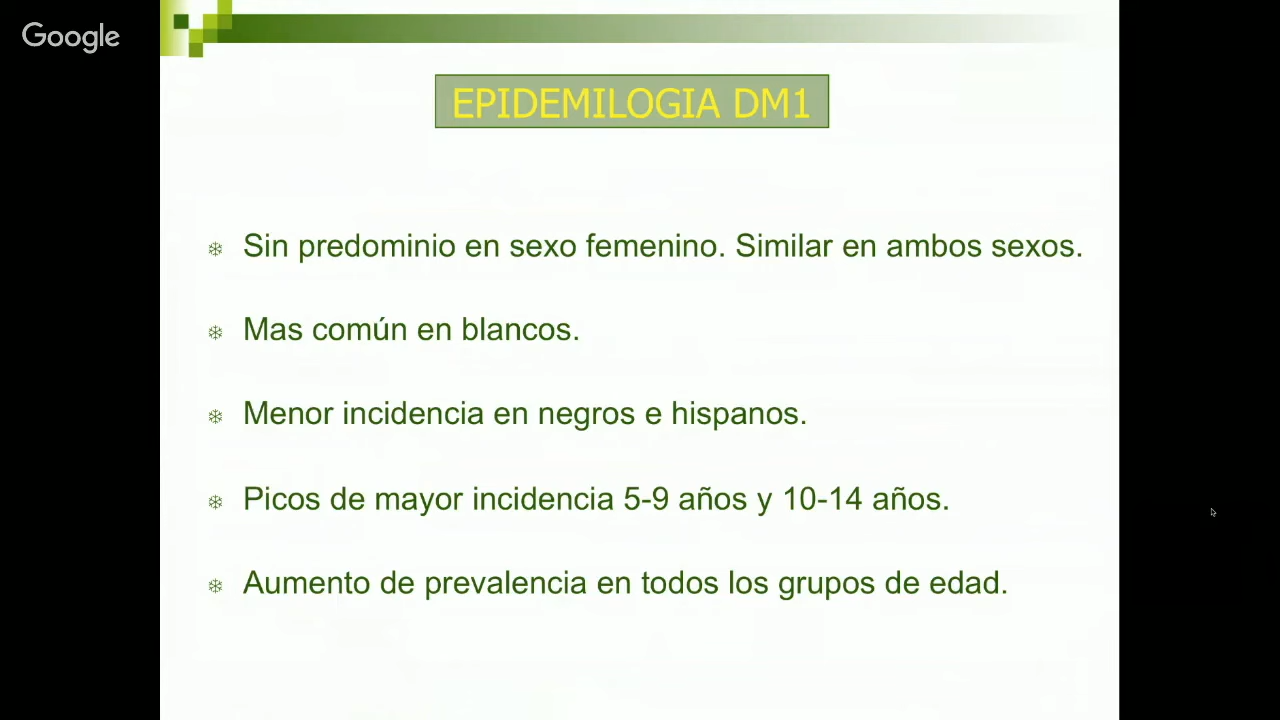 Google
EPIDEMILOGIA DM1
Sin predominio en sexo femenino. Similar en ambos sexos.
Mas común en blancos.
Menor incidencia en negros e hispanos.
Picos de mayor incidencia 5-9 años y 10-14 años.
Aumento de prevalencia en todos los grupos de edad.